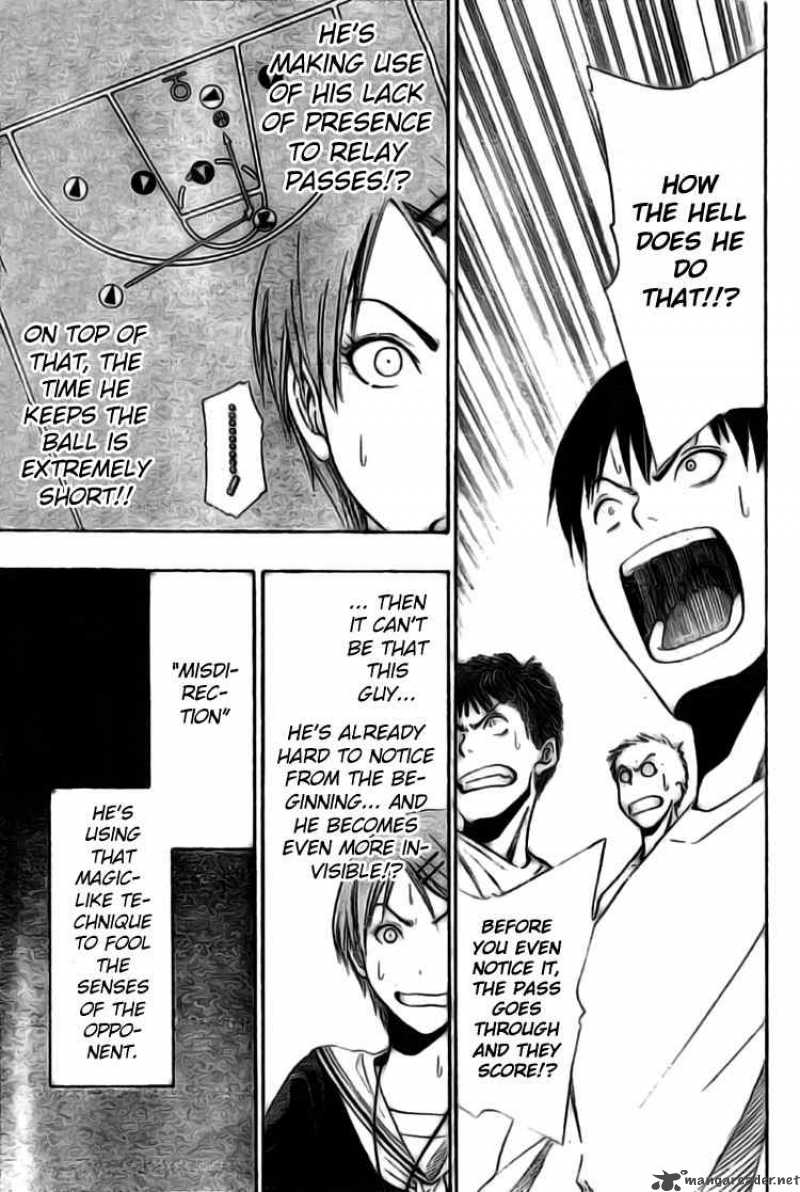 HOW
THE HELL
DOES HE
DO
THAT!!?
BEFORE
YOU EVEN
NOTICE IT,
THE PASS
GOES
THROUGH
AND THEY
SCORE!?
HE'S
MAKING USE
OF HIS LACK
OF PRESENCE
TO RELAY
PASSES!?
ON TOP OF
THAT, THE
TIME HE
KEEPS THE
BALL IS
EXTREMELY
SHORT!!
... THEN
IT CAN'T
BE THAT
THIS
GUY...
HE'S ALREADY
HARD TO NOTICE
FROM THE BE-
GINNING... AND
HE BECOMES
EVEN MORE IN-
VISIBLE!?
"MISDI-
REC-
TION"
HE'S
USING
THAT
MAGIC-
LIKE TE-
CHNIQUE
TO FOOL
THE
SENSES
OF THE
OPPO-
NENT.
mangareader.net